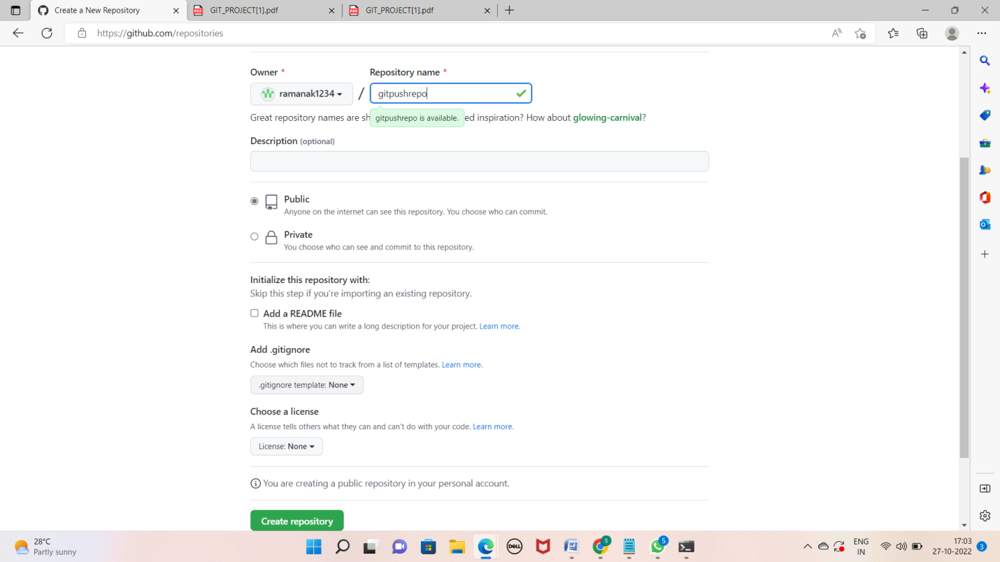 Create a New Repository
GIT_PROJECT[1].pdf
GIT_PROJECT[1].pdf
https://github.com/repositories
Owner *
Repository name *
ramanak1234
/
gitpushrepo
Great repository names are sh
gitpushrepo is available.
ed inspiration? How about glowing-carnival?
Description (optional)
Public
Anyone on the internet can see this repository. You choose who can commit.
Private
You choose who can see and commit to this repository.
Initialize this repository with:
Skip this step if you're importing an existing repository.
Add a README file
This is where you can write a long description for your project. Learn more.
Add .gitignore
Choose which files not to track from a list of templates. Learn more.
.gitignore template: None
Choose a license
A license tells others what they can and can't do with your code. Learn more.
License: None
You are creating a public repository in your personal account.
Create repository
28°C
Partly sunny
DELL
5
5
ENG
IN
17:03
27-10-2022
3